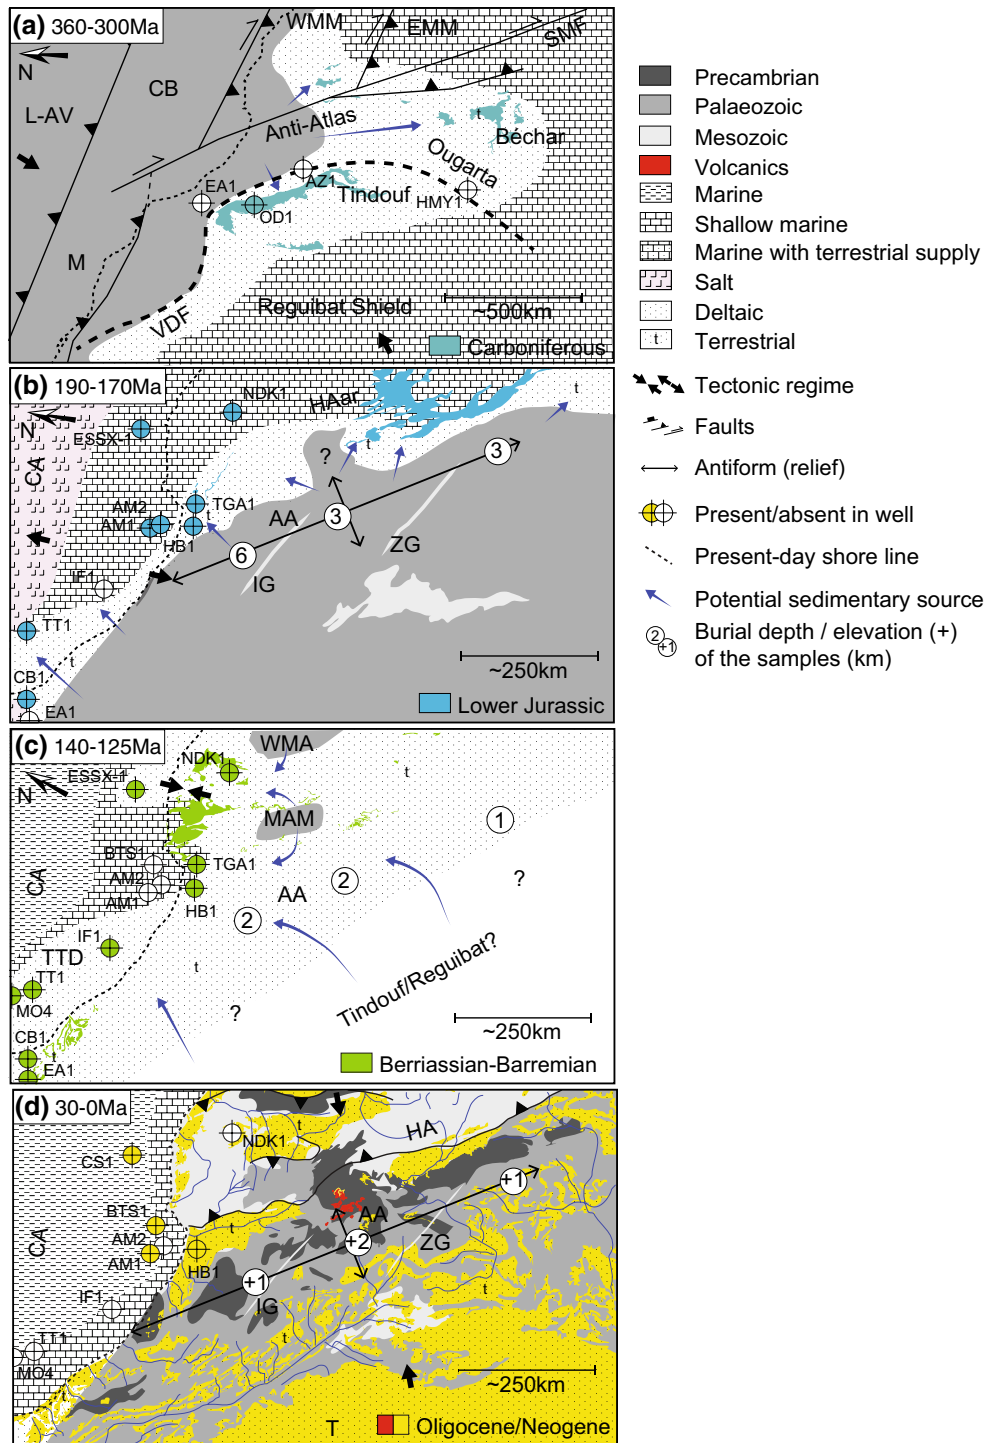 (a) 360-300Ma
WMM
EMM
SMF
N
CB
L-AV
Anti-Atlas
t
Béchar
Ougarta
EA1
AZ1
Tindouf
HMY1
OD1
M
VDF
Reguibat Shield
~500km
Carboniferous
Precambrian
Palaeozoic
Mesozoic
Volcanics
Marine
Shallow marine
Marine with terrestrial supply
Salt
Deltaic
t Terrestrial
Tectonic regime
Faults
Antiform (relief)
Present/absent in well
Present-day shore line
Potential sedimentary source
2 +1 Burial depth / elevation (+)
of the samples (km)
(b) 190-170Ma
NDK1
HAar
t
N
ESSX-1
CA
t
?
3
AM2
TGA1
AM1
t
AA
3
HB1
6
ZG
IG
IF1
TT1
t
~250km
CB1
EA1
Lower Jurassic
(c) 140-125Ma
WMA
NDK1
ESSX-1
t
N
MAM
1
BTS1
TGA1
CA
AM2
AM1
AA
2
?
HB1
2
IF1
TTD
t
TT1
Tindouf/Reguibat?
MO4
?
~250km
CB1
t
EA1
Berriassian-Barremian
(d) 30-0Ma
t
HA
NDK1
CS1
+1
BTS1
AA
t
CA
AM2
+2
ZG
AM1
HB1
+1
t
IG
IF1
t
TT1
MO4
~250km
t
T
Oligocene/Neogene